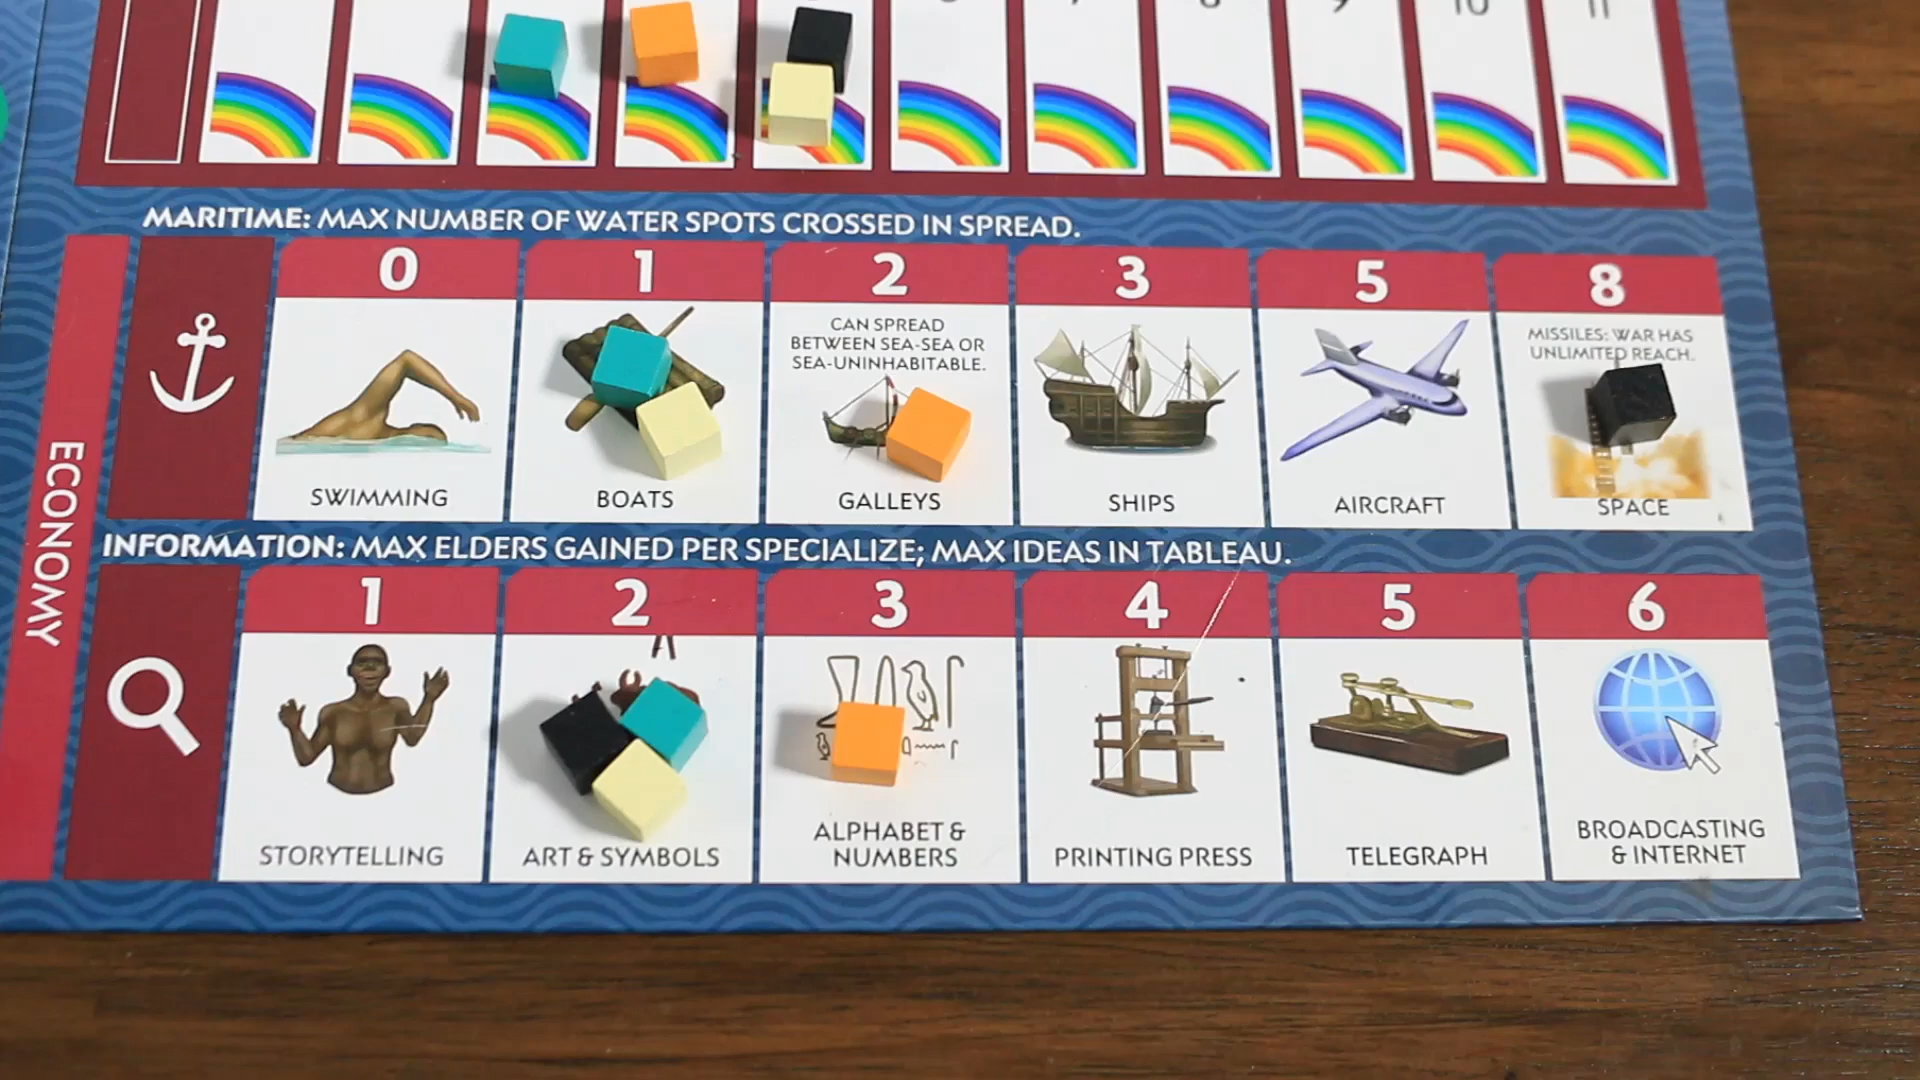 8
9
10
11
MARITIME: MAX NUMBER OF WATER SPOTS CROSSED IN SPREAD.
0
1
2
3
5
8
CAN SPREAD
BETWEEN SEA-SEA OR
SEA-UNINHABITABLE.
MISSILES: WAR HAS
UNLIMITED REACH.
SWIMMING
BOATS
GALLEYS
SHIPS
AIRCRAFT
SPACE
ECONOMY
INFORMATION: MAX ELDERS GAINED PER SPECIALIZE; MAX IDEAS IN TABLEAU.
1
2
3
4
5
6
A
STORYTELLING
ART & SYMBOLS
ALPHABET &
NUMBERS
PRINTING PRESS
TELEGRAPH
BROADCASTING
& INTERNET